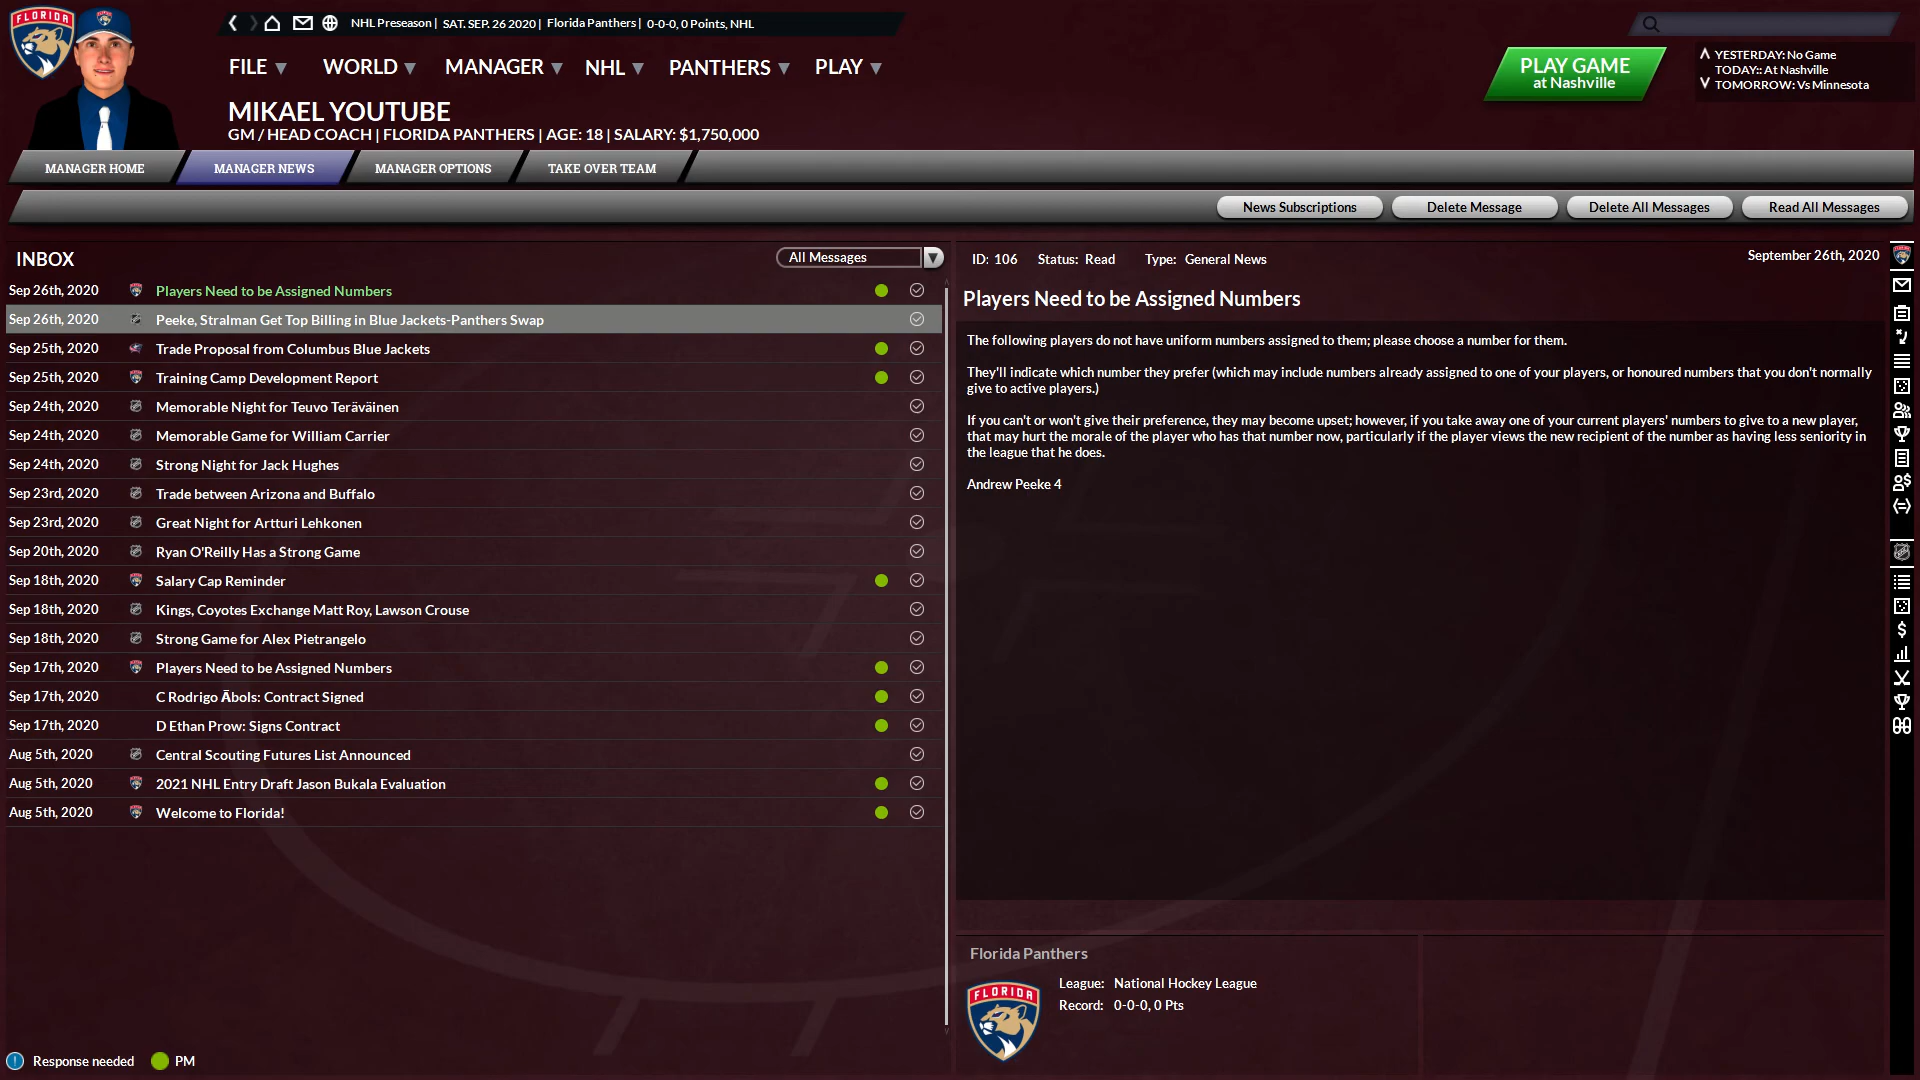 NHL Preseason | SAT. SEP. 26 2020 | Florida Panthers | 0-0-0, 0 Points, NHL
FILE WORLD MANAGER NHL PANTHERS PLAY
PLAY GAME
at Nashville
YESTERDAY: No Game
TODAY:: At Nashville
TOMORROW: Vs Minnesota
FLORIDA
MIKAEL YOUTUBE
GM / HEAD COACH | FLORIDA PANTHERS | AGE: 18 | SALARY: $1,750,000
MANAGER HOME MANAGER NEWS MANAGER OPTIONS TAKE OVER TEAM
News Subscriptions Delete Message Delete All Messages Read All Messages
INBOX All Messages
Sep 26th, 2020 Players Need to be Assigned Numbers
Sep 26th, 2020 Peeke, Stralman Get Top Billing in Blue Jackets-Panthers Swap
Sep 25th, 2020 Trade Proposal from Columbus Blue Jackets
Sep 25th, 2020 Training Camp Development Report
Sep 24th, 2020 Memorable Night for Teuvo Teräväinen
Sep 24th, 2020 Memorable Game for William Carrier
Sep 24th, 2020 Strong Night for Jack Hughes
Sep 23rd, 2020 Trade between Arizona and Buffalo
Sep 23rd, 2020 Great Night for Artturi Lehkonen
Sep 20th, 2020 Ryan O'Reilly Has a Strong Game
Sep 18th, 2020 Salary Cap Reminder
Sep 18th, 2020 Kings, Coyotes Exchange Matt Roy, Lawson Crouse
Sep 18th, 2020 Strong Game for Alex Pietrangelo
Sep 17th, 2020 Players Need to be Assigned Numbers
Sep 17th, 2020 C Rodrigo Ābols: Contract Signed
Sep 17th, 2020 D Ethan Prow: Signs Contract
Aug 5th, 2020 Central Scouting Futures List Announced
Aug 5th, 2020 2021 NHL Entry Draft Jason Bukala Evaluation
Aug 5th, 2020 Welcome to Florida!
Response needed PM
ID: 106 Status: Read Type: General News September 26th, 2020
Players Need to be Assigned Numbers
The following players do not have uniform numbers assigned to them; please choose a number for them.
They'll indicate which number they prefer (which may include numbers already assigned to one of your players, or honoured numbers that you don't normally
give to active players.)
If you can't or won't give their preference, they may become upset; however, if you take away one of your current players' numbers to give to a new player,
that may hurt the morale of the player who has that number now, particularly if the player views the new recipient of the number as having less seniority in
the league that he does.
Andrew Peeke 4
Florida Panthers
FLORIDA
League: National Hockey League
Record: 0-0-0, 0 Pts